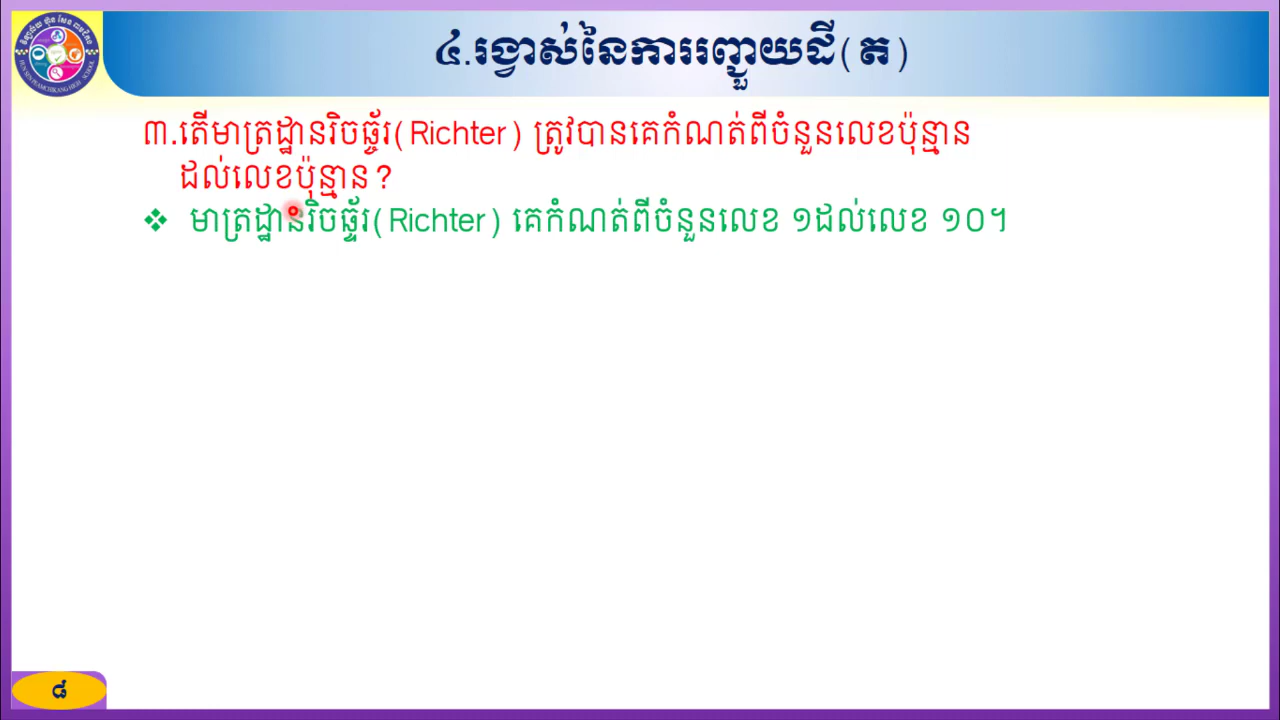 ៤.រង្វាស់នៃការរញ្ជួយដី(ត)
៣.តើមាត្រដ្ឋានរិចឆ្ច័រ(Richter) ត្រូវបានគេកំណត់ពីចំនួនលេខប៉ុន្មាន
ដល់លេខប៉ុន្មាន?
❖ មាត្រដ្ឋានរិចឆ្ទ័រ(Richter) គេកំណត់ពីចំនួនលេខ ១ដល់លេខ ១០។
៨